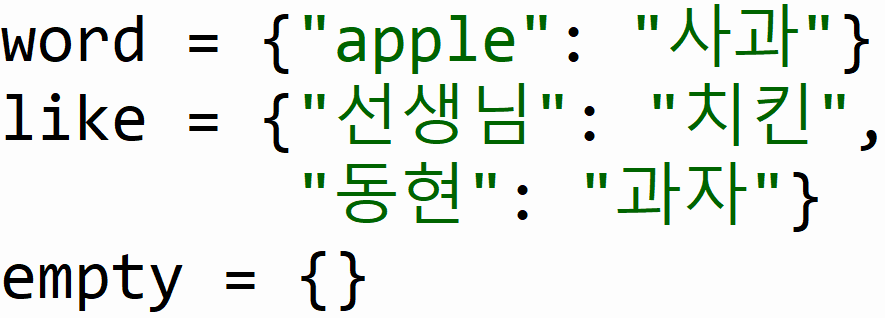 word = {"apple": "사과"}
like = {"선생님": "치킨",
"동현": "과자"}
empty = {}